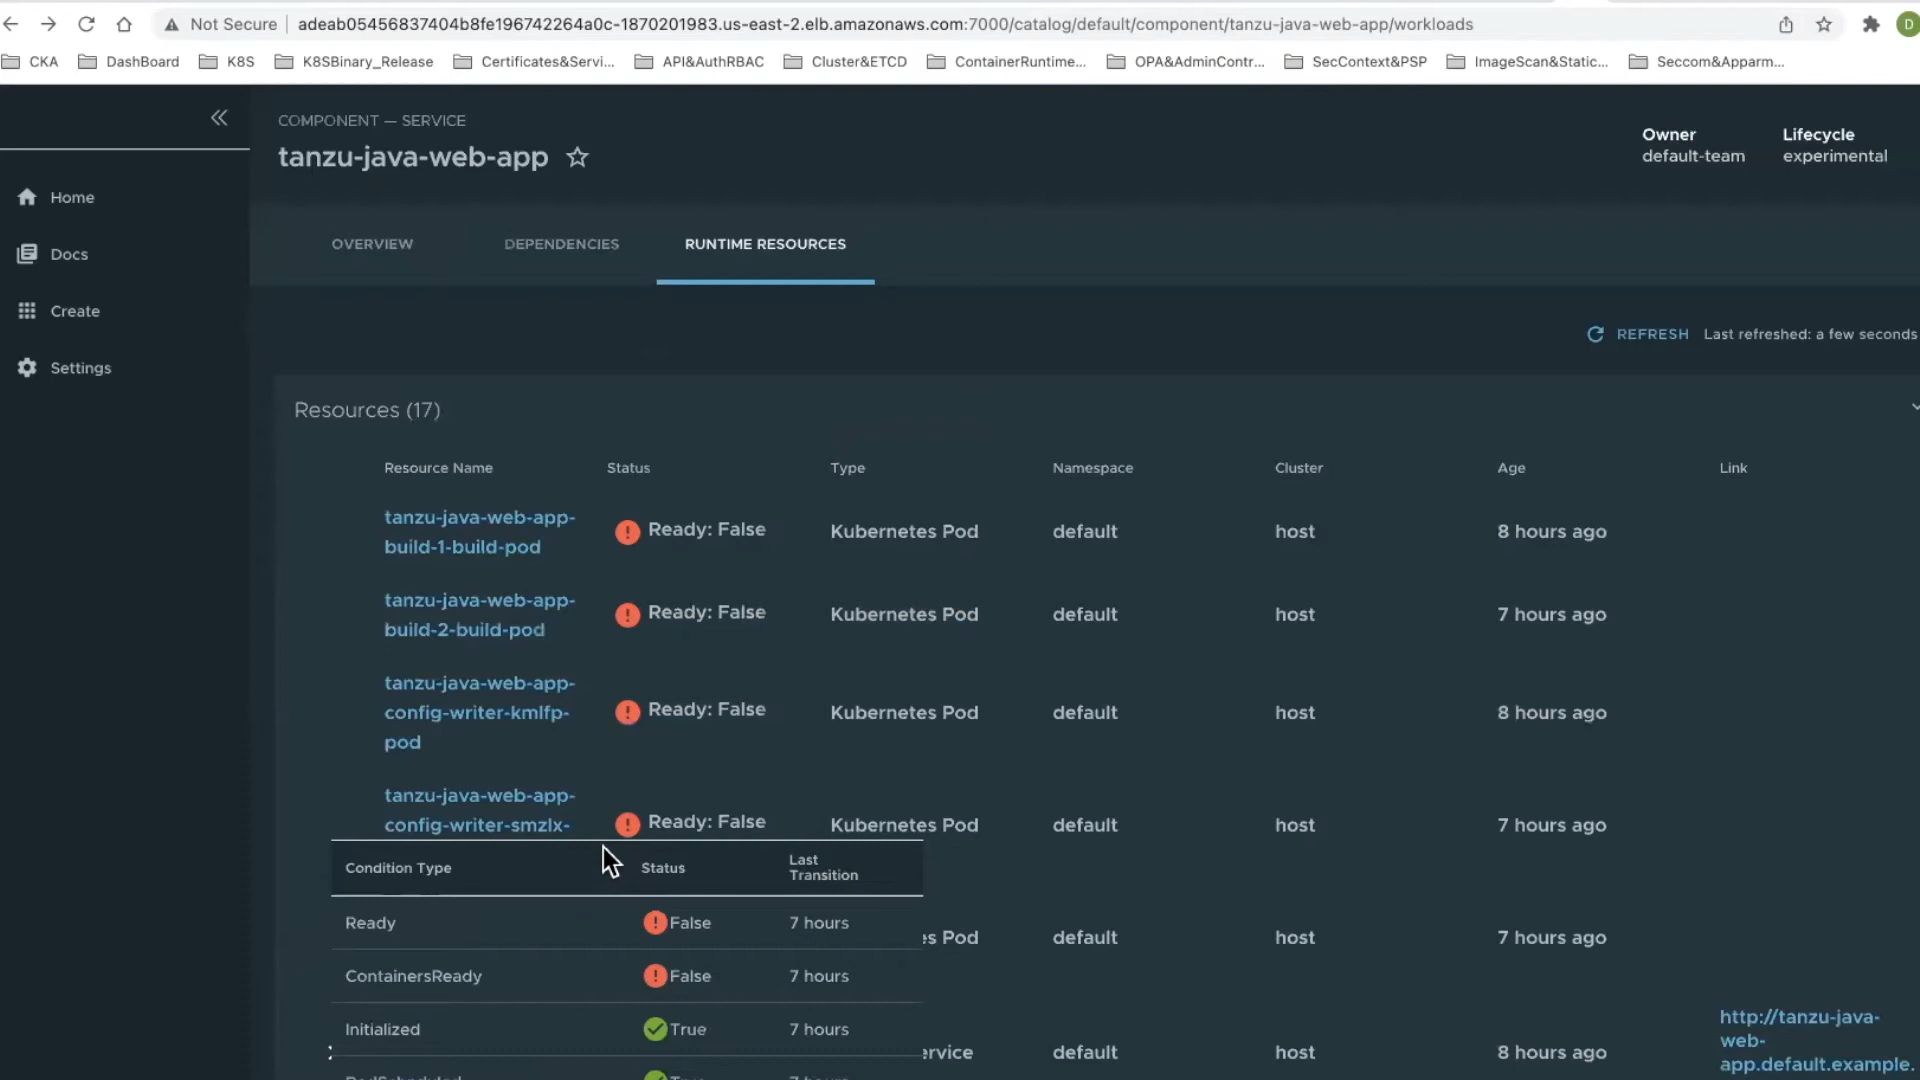 Not Secure
adeab05456837404b8fe196742264a0c-1870201983.us-east-2.elb.amazonaws.com:7000/catalog/default/component/tanzu-java-web-app/workloads
D
CKA DashBoard K8S K8SBinary_Release Certificates&Servi... API&AuthRBAC Cluster&ETCD ContainerRuntime... OPA&AdminContr... SecContext&PSP ImageScan&Static... Seccom&Apparm...
COMPONENT — SERVICE
tanzu-java-web-app
Owner
default-team
Lifecycle
experimental
Home
Docs
Create
Settings
OVERVIEW DEPENDENCIES RUNTIME RESOURCES
REFRESH Last refreshed: a few seconds
Resources (17)
Resource Name Status Type Namespace Cluster Age Link
tanzu-java-web-app-
build-1-build-pod
Ready: False Kubernetes Pod default host 8 hours ago
tanzu-java-web-app-
build-2-build-pod
Ready: False Kubernetes Pod default host 7 hours ago
tanzu-java-web-app-
config-writer-kmlfp-
pod
Ready: False Kubernetes Pod default host 8 hours ago
tanzu-java-web-app-
config-writer-smzlx-
Ready: False Kubernetes Pod default host 7 hours ago
Condition Type Status Last
Transition
Ready False 7 hours
es Pod default host 7 hours ago
ContainersReady False 7 hours
Initialized True 7 hours
ervice default host 8 hours ago
http://tanzu-java-
web-
app.default.example.